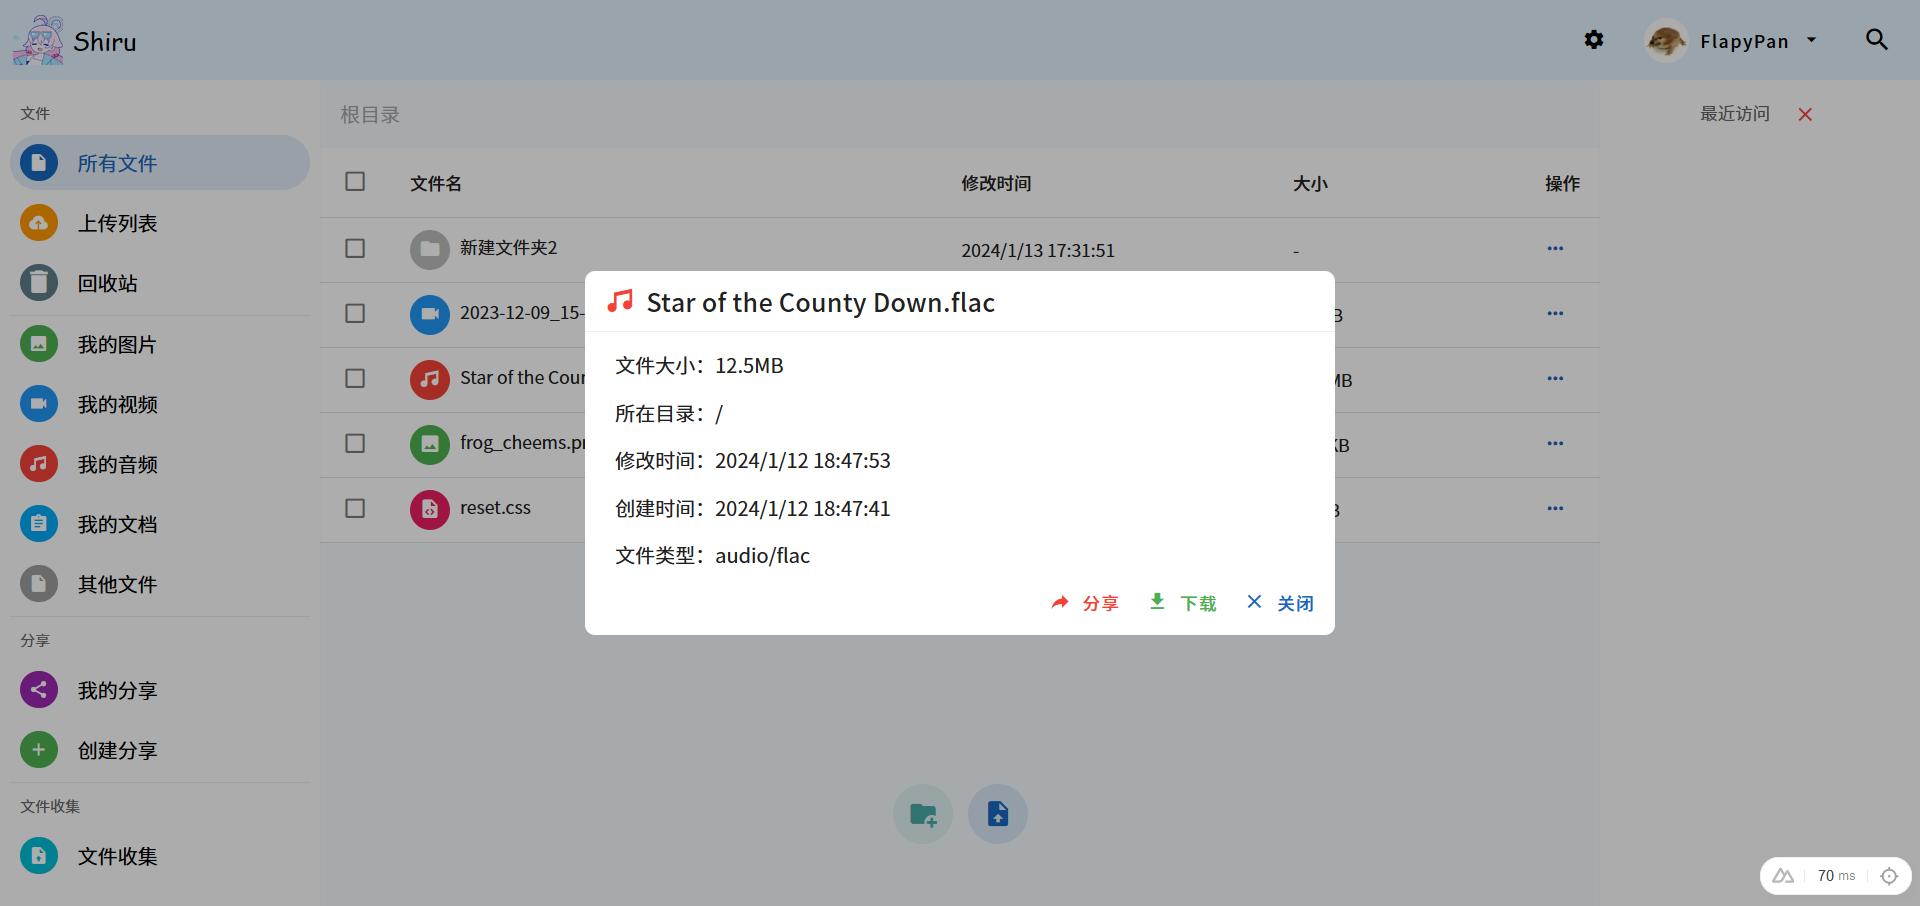 Shiru
FlapyPan
文件
所有文件
上传列表
回收站
我的图片
我的视频
我的音频
我的文档
其他文件
分享
我的分享
创建分享
文件收集
文件收集
根目录
文件名 修改时间 大小 操作
新建文件夹2 2024/1/13 17:31:51 -
2023-12-09_15-
Star of the Cour
MB
frog_cheems.pr
KB
reset.css
Star of the County Down.flac
文件大小：12.5MB
所在目录：/
修改时间：2024/1/12 18:47:53
创建时间：2024/1/12 18:47:41
文件类型：audio/flac
分享 下载 关闭
最近访问
70 ms